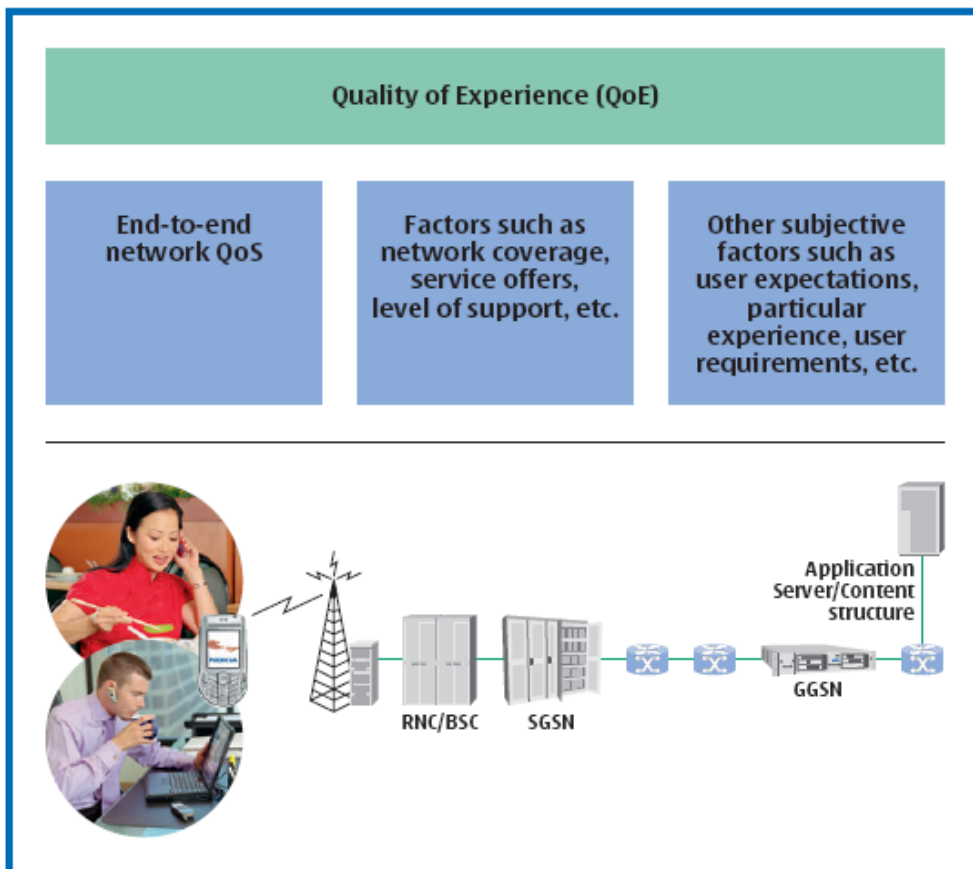 Quality of Experience (QoE)
End-to-end
network QoS
Factors such as
network coverage,
service offers,
level of support, etc.
Other subjective
factors such as
user expectations,
particular
experience, user
requirements, etc.
NOKIA
Application
Server/Content
structure
RNC/BSC
SGSN
GGSN